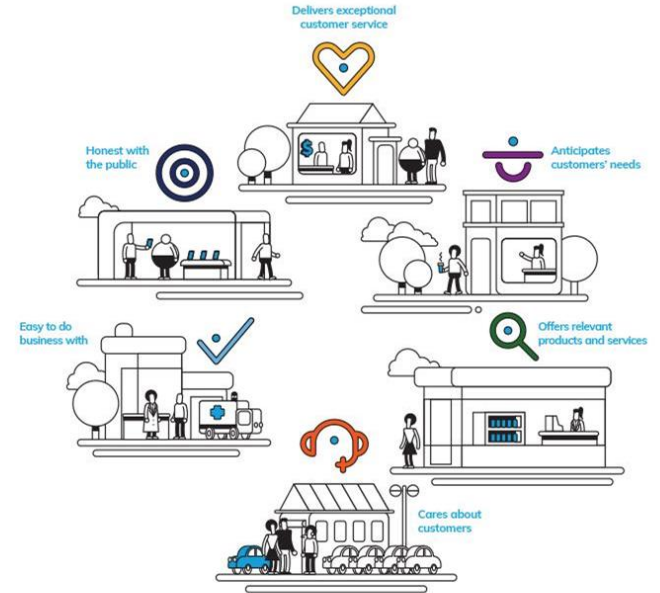 Delivers exceptional
customer service
Honest with
the public
Anticipates
customers' needs
$
Easy to do
business with
Offers relevant
products and services
Cares about
customers